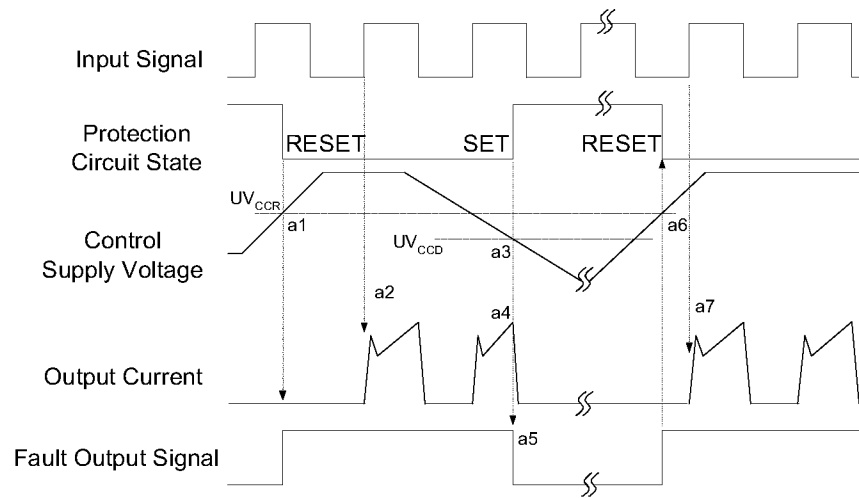 Input Signal
Protection
Circuit State
RESET
SET
RESET
UVCCR
a1
a6
Control
Supply Voltage
UVCCD
a3
a2
a4
a7
Output Current
a5
Fault Output Signal